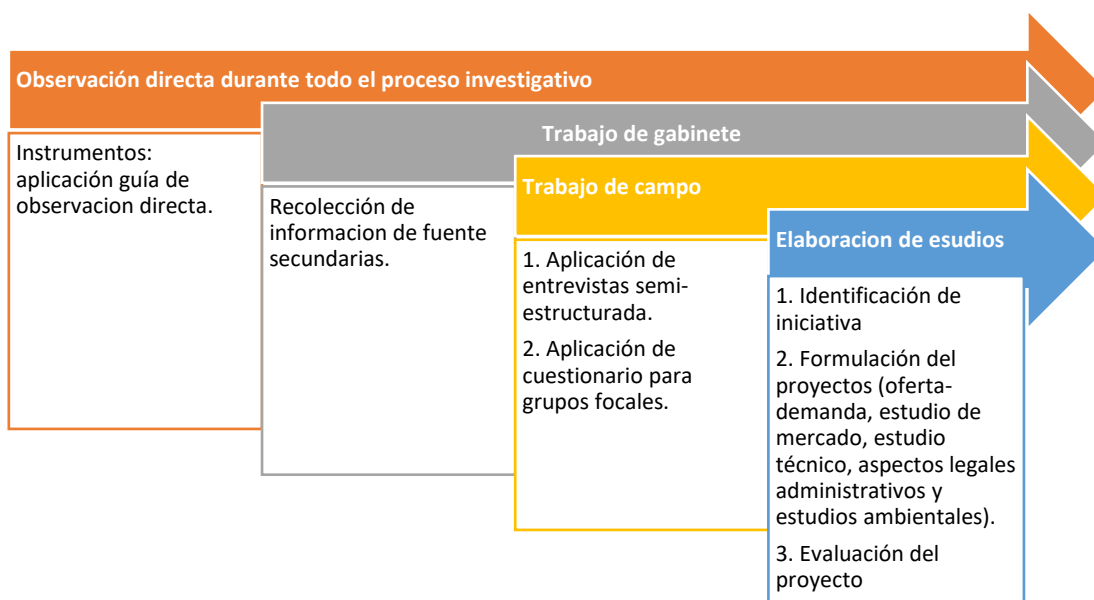 Observación directa durante todo el proceso investigativo
Instrumentos:
aplicación guía de
observacion directa.
Trabajo de gabinete
Recolección de
informacion de fuente
secundarias.
Trabajo de campo
1. Aplicación de
entrevistas semi-
estructurada.
2. Aplicación de
cuestionario para
grupos focales.
Elaboracion de esudios
1. Identificación de
iniciativa
2. Formulación del
proyectos (oferta-
demanda, estudio de
mercado, estudio
técnico, aspectos legales
administrativos y
estudios ambientales).
3. Evaluación del
proyecto